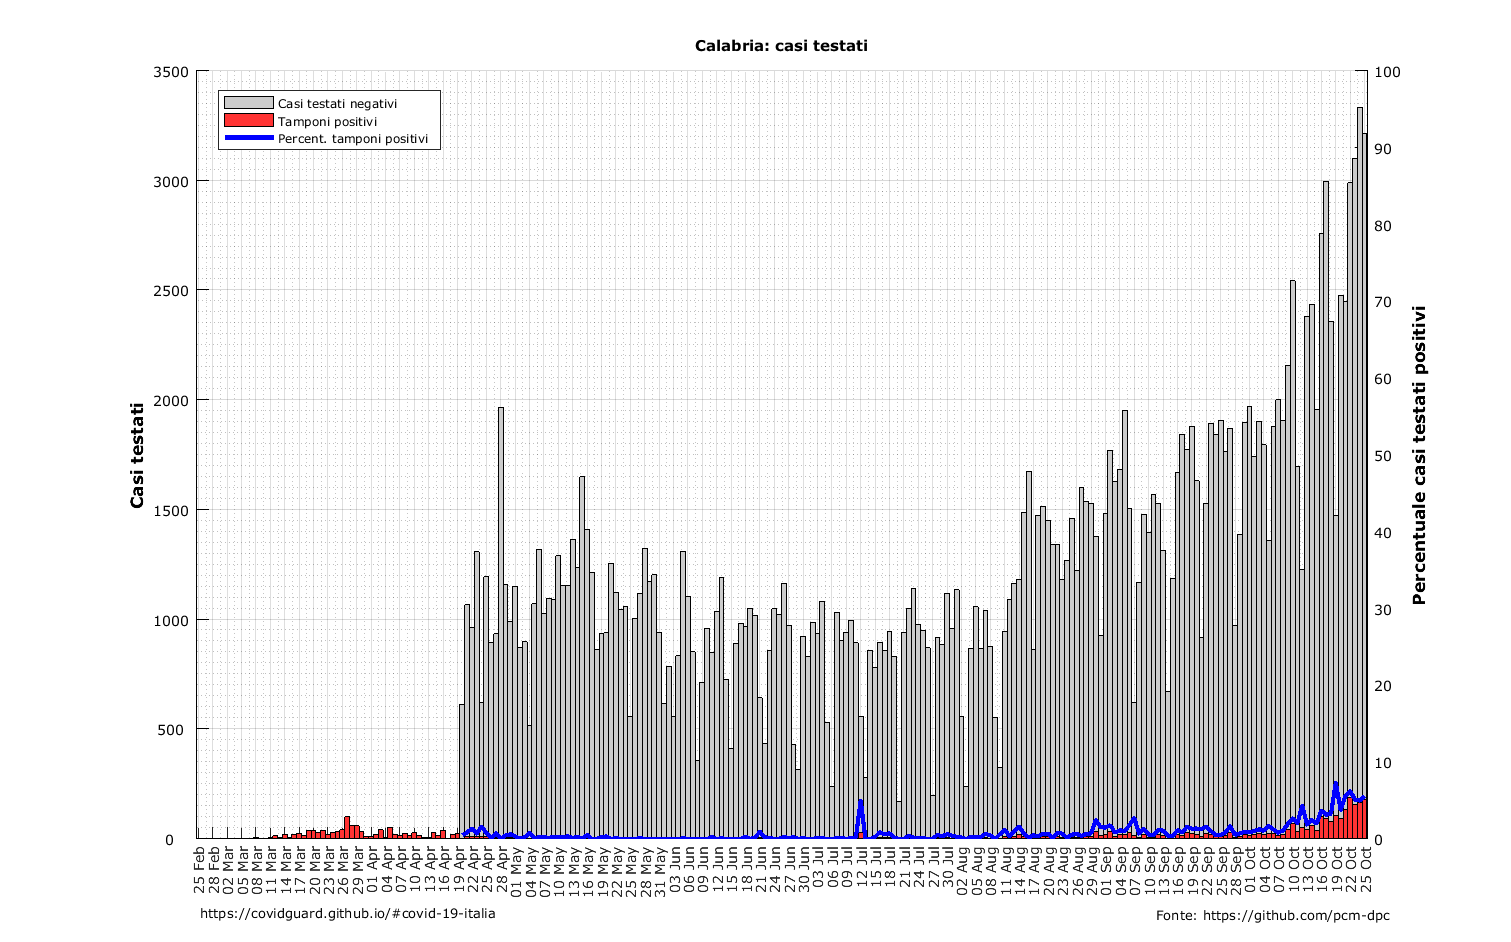 Calabria: casi testati
Casi testati negativi
Tamponi positivi
Percent. tamponi positivi
3500
3000
2500
2000
1500
1000
500
0
Casi testati
100
90
80
70
60
50
40
30
20
10
0
Percentuale casi testati positivi
25 Feb
28 Feb
02 Mar
05 Mar
08 Mar
11 Mar
14 Mar
17 Mar
20 Mar
23 Mar
26 Mar
29 Mar
01 Apr
04 Apr
07 Apr
10 Apr
13 Apr
16 Apr
19 Apr
22 Apr
25 Apr
28 Apr
01 May
04 May
07 May
10 May
13 May
16 May
19 May
22 May
25 May
28 May
31 May
03 Jun
06 Jun
09 Jun
12 Jun
15 Jun
18 Jun
21 Jun
24 Jun
27 Jun
30 Jun
03 Jul
06 Jul
09 Jul
12 Jul
15 Jul
18 Jul
21 Jul
24 Jul
27 Jul
30 Jul
02 Aug
05 Aug
08 Aug
11 Aug
14 Aug
17 Aug
20 Aug
23 Aug
26 Aug
29 Aug
01 Sep
04 Sep
07 Sep
10 Sep
13 Sep
16 Sep
19 Sep
22 Sep
25 Sep
28 Sep
01 Oct
04 Oct
07 Oct
10 Oct
13 Oct
16 Oct
19 Oct
22 Oct
25 Oct
https://covidguard.github.io/#covid-19-italia
Fonte: https://github.com/pcm-dpc